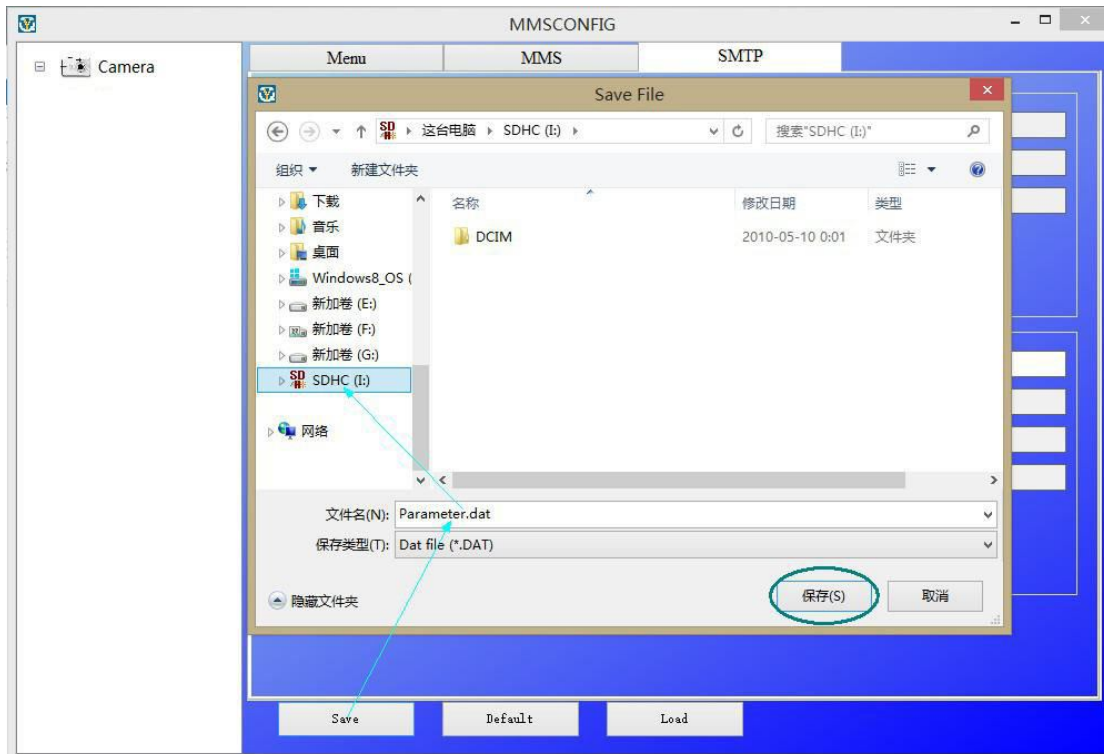 MMSCONFIG
Camera
Menu MMS SMTP
Save File
这台电脑 SDHC (I:) 搜索"SDHC (I:)"
组织 新建文件夹
下载
音乐
桌面
Windows8_OS (
新加卷 (E:)
新加卷 (F:)
新加卷 (G:)
SDHC (I:)
网络
名称 修改日期 类型
DCIM 2010-05-10 0:01 文件夹
文件名(N): Parameter.dat
保存类型(T): Dat file (*.DAT)
隐藏文件夹 保存(S) 取消
Save Default Load